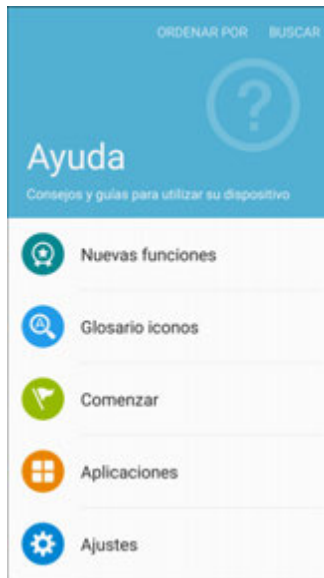 ORDENAR POR BUSCAR
Ayuda
Consejos y guías para utilizar su dispositivo
Nuevas funciones
Glosario iconos
Comenzar
Aplicaciones
Ajustes